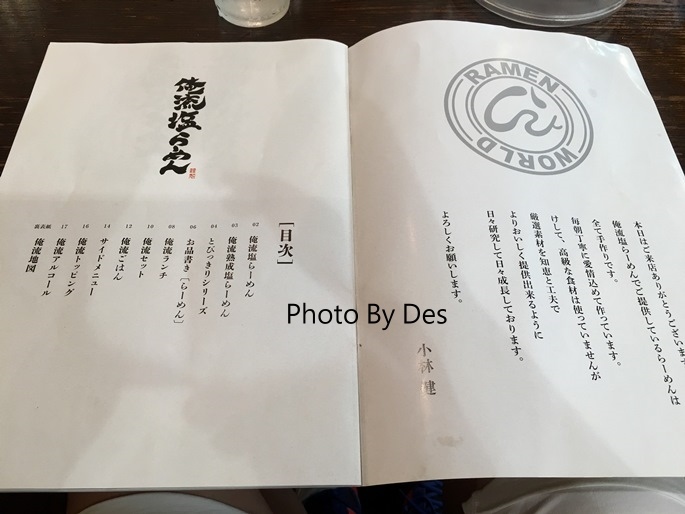 俺流塩らーめん
[目次]
02 俺流塩らーめん
03 俺流熟成塩らーめん
04 とびっきりシリーズ
06 お品書き[らーめん]
08 俺流ランチ
10 俺流セット
12 俺流ごはん
14 サイドメニュー
16 俺流トッピング
17 俺流アルコール
裏表紙 俺流地図
RAMEN
WORLD
本日はご来店ありがとうございます
俺流塩らーめんでご提供しているらーめんは
全て手作りです。
毎朝丁寧に愛情込めて作っています。
けして、高級な食材は使っていませんが
厳選素材を知恵と工夫で
よりおいしく提供出来るように
日々研究して日々成長しております。
よろしくお願いします。
小林 建
Photo By Des